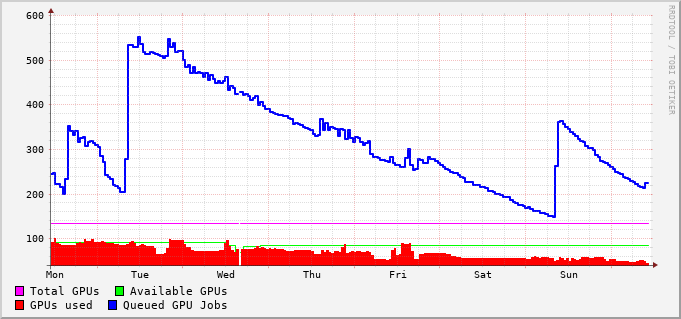 600
500
400
300
200
100
Mon Tue Wed Thu Fri Sat Sun
Total GPUs Available GPUs
GPUs used Queued GPU Jobs
RRDTOOL / TOBI OETIKER